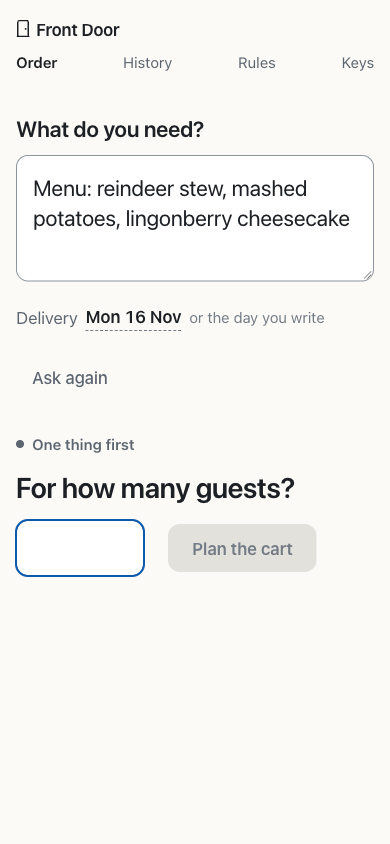 Front Door
Order History Rules Keys
What do you need?
Menu: reindeer stew, mashed
potatoes, lingonberry cheesecake
Delivery Mon 16 Nov or the day you write
Ask again
One thing first
For how many guests?
Plan the cart